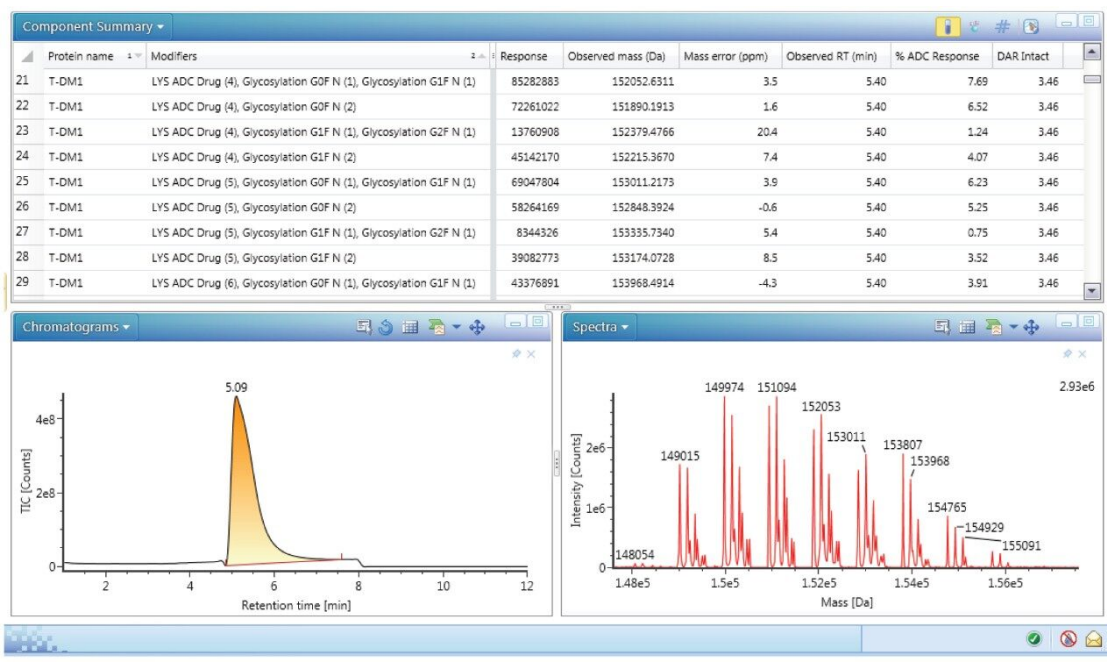 Component Summary
Protein name 1 Modifiers 2 Response Observed mass (Da) Mass error (ppm) Observed RT (min) % ADC Response DAR Intact
21 T-DM1 LYS ADC Drug (4), Glycosylation G0F N (1), Glycosylation G1F N (1) 85282883 152052.6311 3.5 5.40 7.69 3.46
22 T-DM1 LYS ADC Drug (4), Glycosylation G0F N (2) 72261022 151890.1913 1.6 5.40 6.52 3.46
23 T-DM1 LYS ADC Drug (4), Glycosylation G1F N (1), Glycosylation G2F N (1) 13760908 152379.4766 20.4 5.40 1.24 3.46
24 T-DM1 LYS ADC Drug (4), Glycosylation G1F N (2) 45142170 152215.3670 7.4 5.40 4.07 3.46
25 T-DM1 LYS ADC Drug (5), Glycosylation G0F N (1), Glycosylation G1F N (1) 69047804 153011.2173 3.9 5.40 6.23 3.46
26 T-DM1 LYS ADC Drug (5), Glycosylation G0F N (2) 58264169 152848.3924 -0.6 5.40 5.25 3.46
27 T-DM1 LYS ADC Drug (5), Glycosylation G1F N (1), Glycosylation G2F N (1) 8344326 153335.7340 5.4 5.40 0.75 3.46
28 T-DM1 LYS ADC Drug (5), Glycosylation G1F N (2) 39082773 153174.0728 8.5 5.40 3.52 3.46
29 T-DM1 LYS ADC Drug (6), Glycosylation G0F N (1), Glycosylation G1F N (1) 43376891 153968.4914 -4.3 5.40 3.91 3.46
Chromatograms
5.09
4e8
2e8
0
TIC [Counts]
2 4 6 8 10 12
Retention time [min]
Spectra
2.93e6
149974 151094
152053
153011
153807
153968
149015
154765
154929
155091
148054
2e6
1e6
0
Intensity [Counts]
1.48e5 1.5e5 1.52e5 1.54e5 1.56e5
Mass [Da]